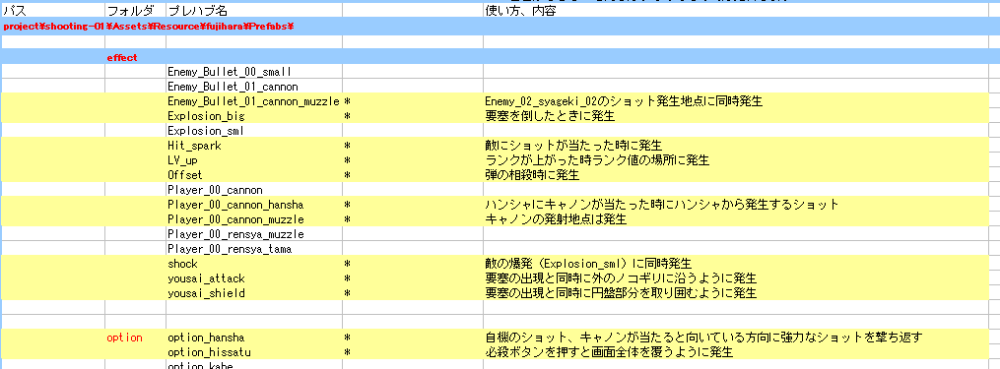 パス フォルダ プレハブ名 使い方、内容
project¥shooting-01¥Assets¥Resource¥fujihara¥Prefabs¥
effect
Enemy_Bullet_00_small
Enemy_Bullet_01_cannon
Enemy_Bullet_01_cannon_muzzle * Enemy_02_syageki_02のショット発生地点に同時発生
Explosion_big * 要塞を倒したときに発生
Explosion_sml
Hit_spark * 敵にショットが当たった時に発生
LV_up * ランクが上がった時ランク値の場所に発生
Offset * 弾の相殺時に発生
Player_00_cannon
Player_00_cannon_hansha * ハンシャにキャノンが当たった時にハンシャから発生するショット
Player_00_cannon_muzzle * キャノンの発射地点は発生
Player_00_rensya_muzzle
Player_00_rensya_tama
shock * 敵の爆発（Explosion_sml）に同時発生
yousai_attack * 要塞の出現と同時に外のノコギリに沿うように発生
yousai_shield * 要塞の出現と同時に円盤部分を取り囲むように発生
option option_hansha * 自機のショット、キャノンが当たると向いている方向に強力なショットを撃ち返す
option_hissatu * 必殺ボタンを押すと画面全体を覆うように発生
option_kabe